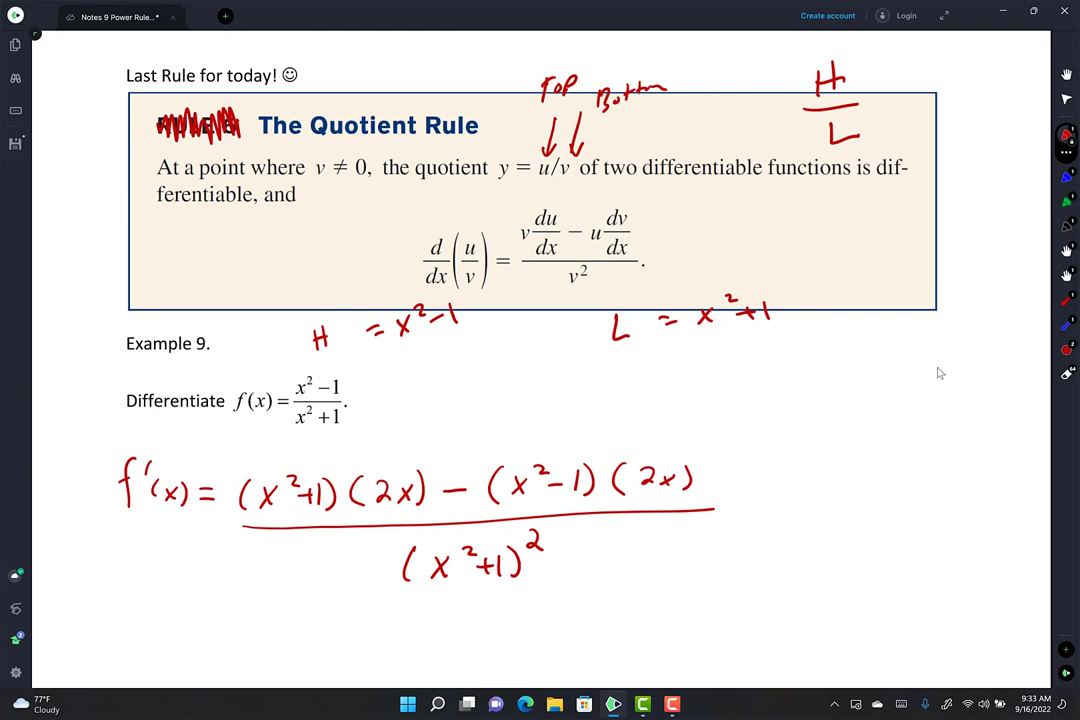 Notes 9 Power Rule...*
Create account
Login
Last Rule for today! ☺
Top
Bottom
H
L
The Quotient Rule
At a point where v ≠ 0, the quotient y = u/v of two differentiable functions is dif-
ferentiable, and
d/dx (u/v) = (v du/dx − u dv/dx) / v².
H = x² − 1
L = x² + 1
Example 9.
Differentiate f(x) = (x² − 1)/(x² + 1).
f'(x) = ((x²+1)(2x) − (x²−1)(2x)) / (x²+1)²
77°F
Cloudy
9:33 AM
9/16/2022